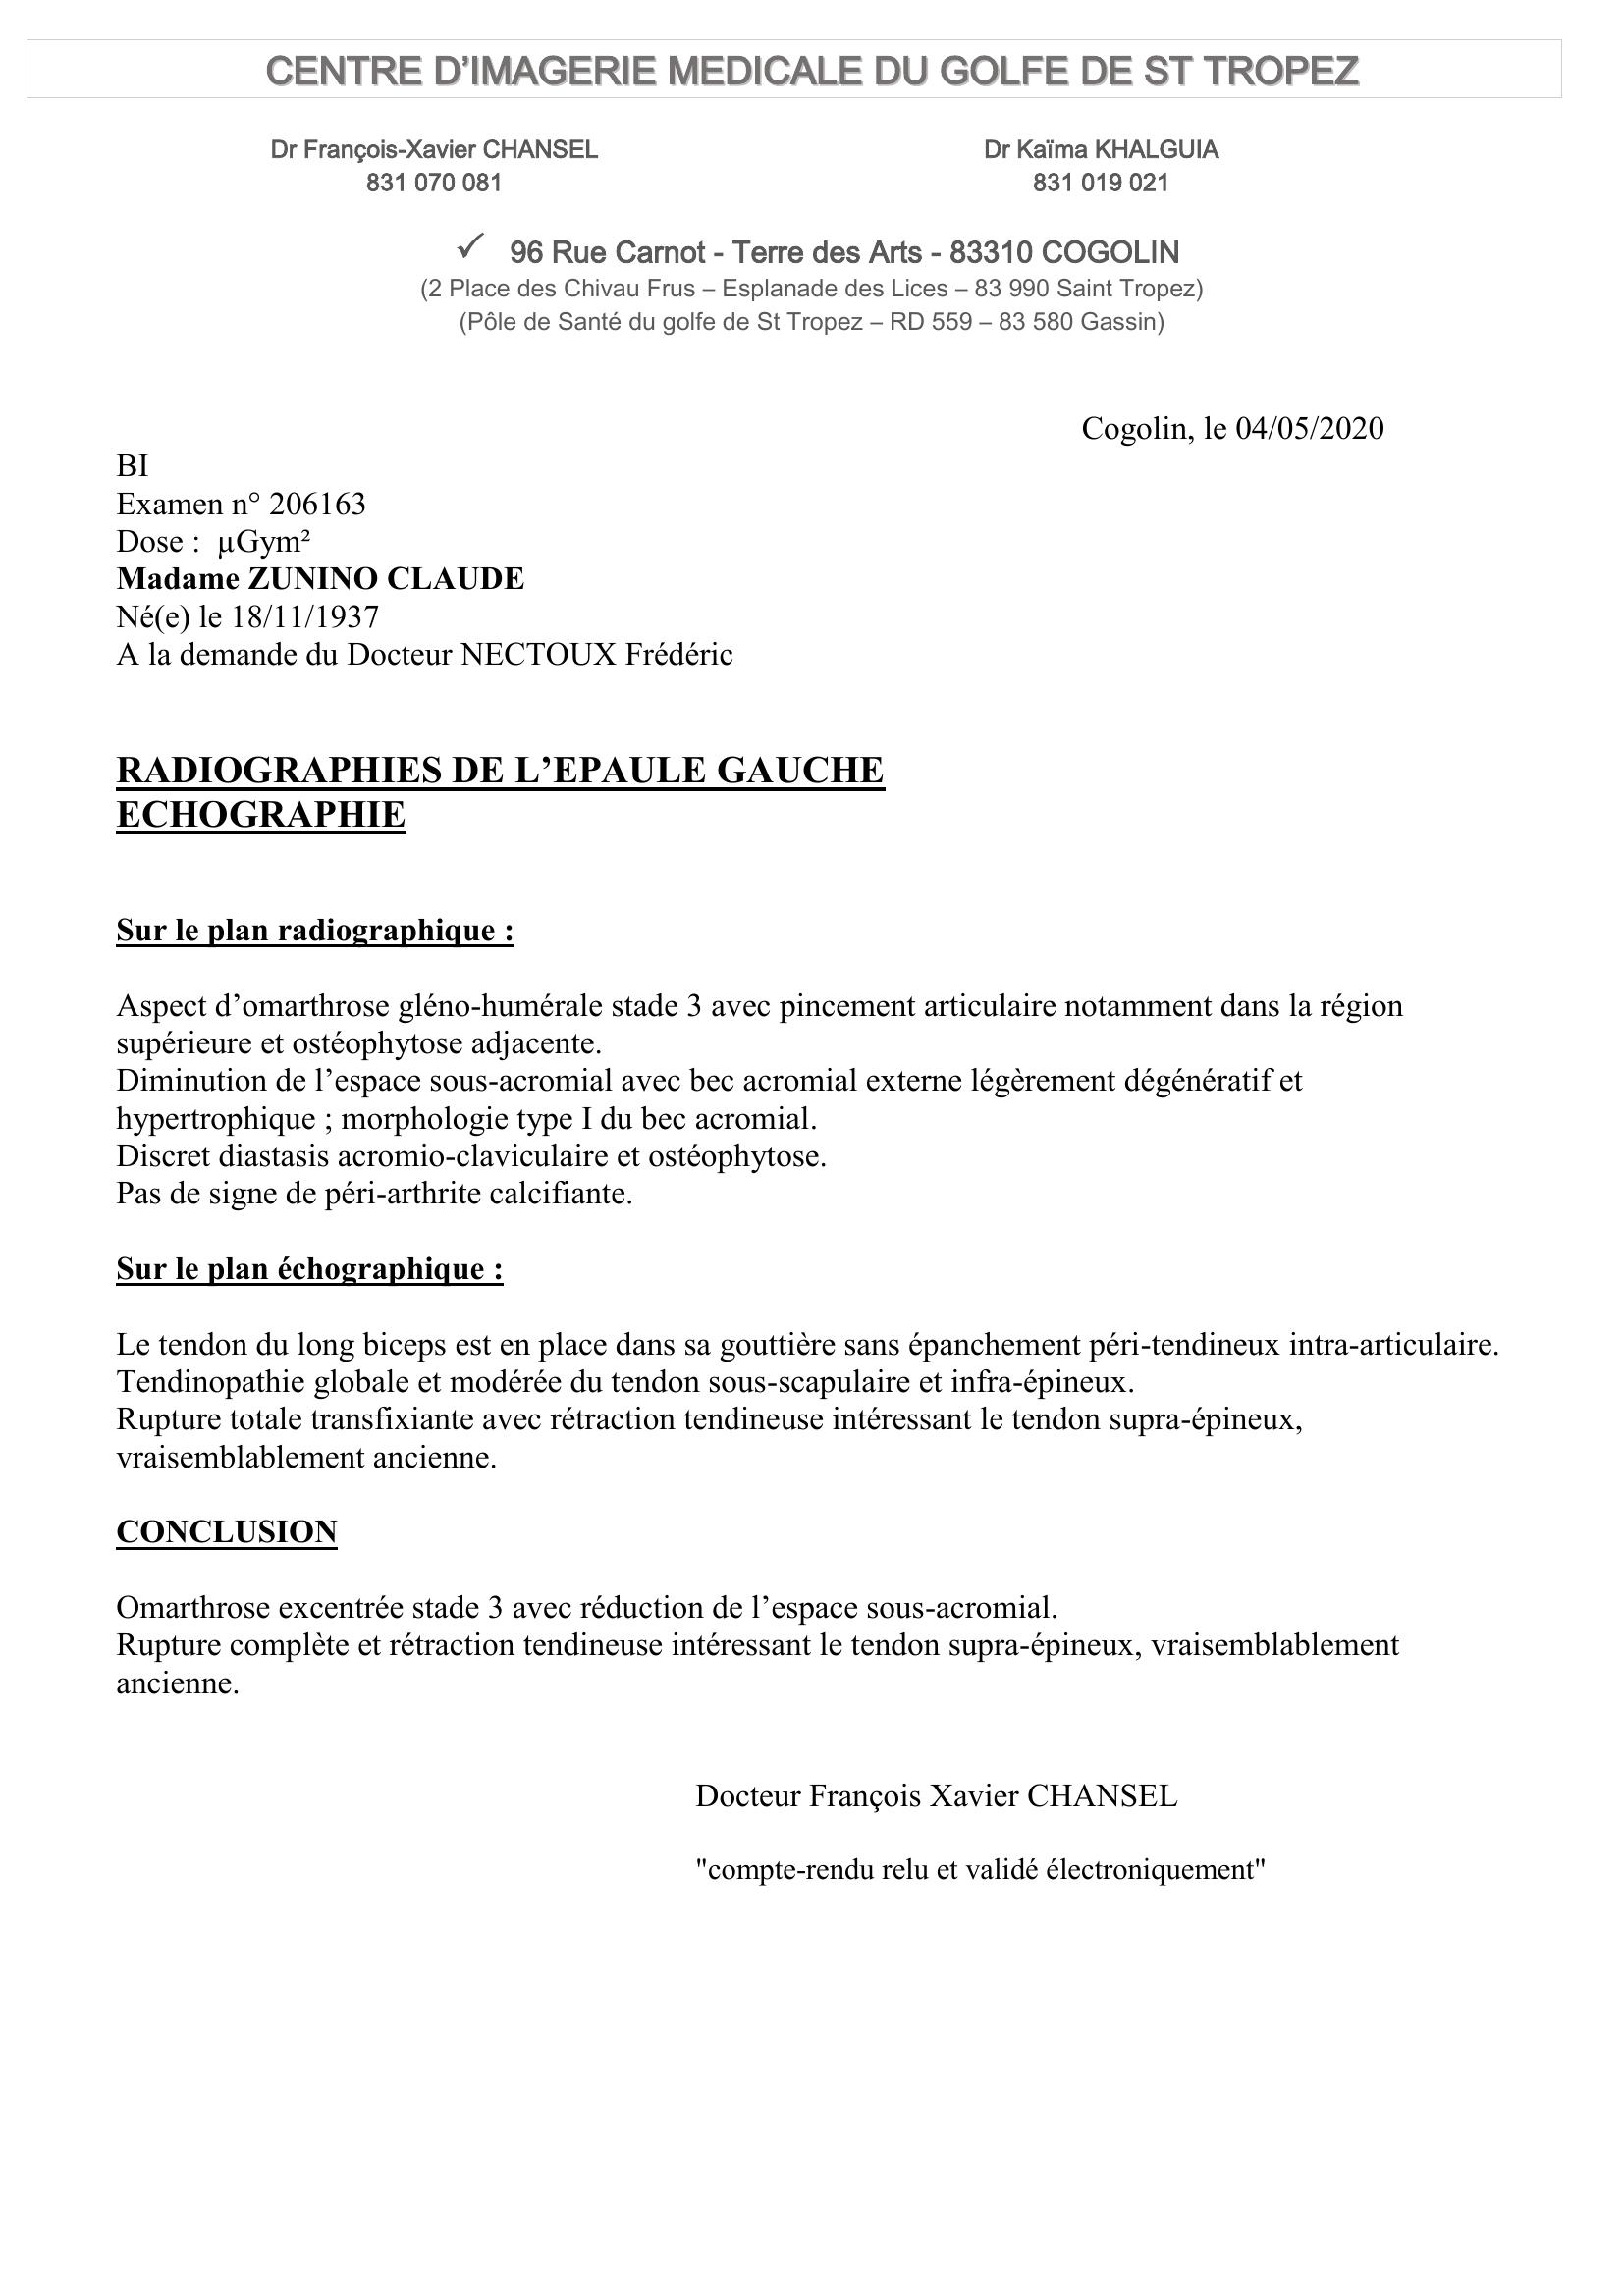 CENTRE D’IMAGERIE MEDICALE DU GOLFE DE ST TROPEZ
Dr François-Xavier CHANSEL
831 070 081
Dr Kaïma KHALGUIA
831 019 021
✓ 96 Rue Carnot - Terre des Arts - 83310 COGOLIN
(2 Place des Chivau Frus – Esplanade des Lices – 83 990 Saint Tropez)
(Pôle de Santé du golfe de St Tropez – RD 559 – 83 580 Gassin)
Cogolin, le 04/05/2020
BI
Examen n° 206163
Dose :  µGym²
Madame ZUNINO CLAUDE
Né(e) le 18/11/1937
A la demande du Docteur NECTOUX Frédéric
RADIOGRAPHIES DE L’EPAULE GAUCHE
ECHOGRAPHIE
Sur le plan radiographique :
Aspect d’omarthrose gléno-humérale stade 3 avec pincement articulaire notamment dans la région
supérieure et ostéophytose adjacente.
Diminution de l’espace sous-acromial avec bec acromial externe légèrement dégénératif et
hypertrophique ; morphologie type I du bec acromial.
Discret diastasis acromio-claviculaire et ostéophytose.
Pas de signe de péri-arthrite calcifiante.
Sur le plan échographique :
Le tendon du long biceps est en place dans sa gouttière sans épanchement péri-tendineux intra-articulaire.
Tendinopathie globale et modérée du tendon sous-scapulaire et infra-épineux.
Rupture totale transfixiante avec rétraction tendineuse intéressant le tendon supra-épineux,
vraisemblablement ancienne.
CONCLUSION
Omarthrose excentrée stade 3 avec réduction de l’espace sous-acromial.
Rupture complète et rétraction tendineuse intéressant le tendon supra-épineux, vraisemblablement
ancienne.
Docteur François Xavier CHANSEL
"compte-rendu relu et validé électroniquement"